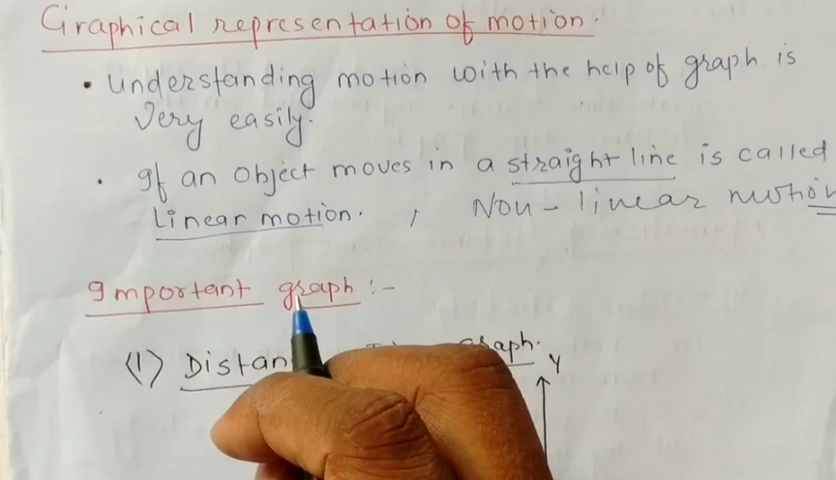 Graphical representation of motion.
• Understanding motion with the help of graph is
very easily.
• If an object moves in a straight line is called
Linear motion. , Non-linear motion
Important graph :-
(1) Distan graph.
Y